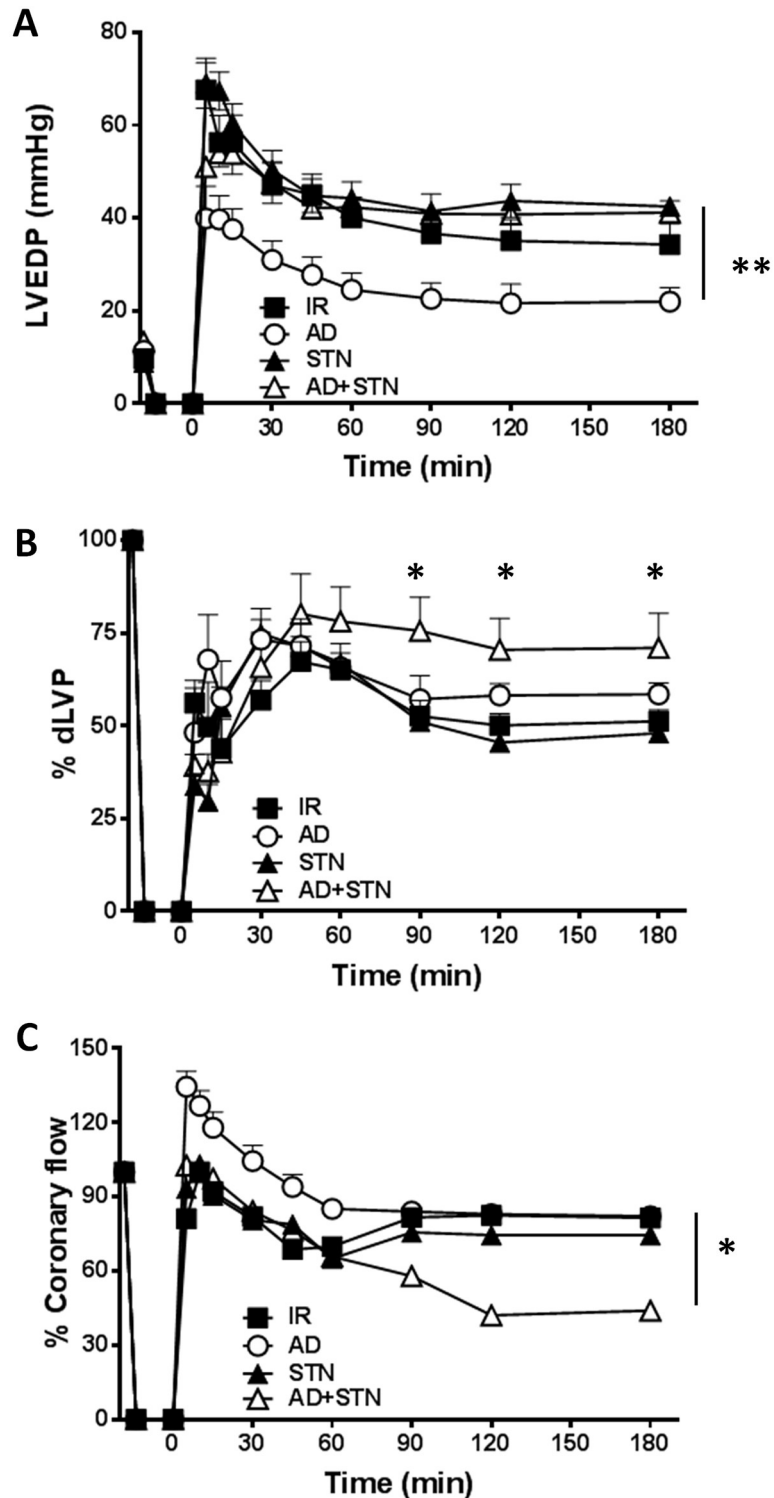 A
LVEDP (mmHg)
80
60
40
20
0
**
IR
AD
STN
AD+STN
0 30 60 90 120 150 180
Time (min)
B
% dLVP
100
75
50
25
0
* * *
IR
AD
STN
AD+STN
0 30 60 90 120 150 180
Time (min)
C
% Coronary flow
150
120
90
60
30
0
*
IR
AD
STN
AD+STN
0 30 60 90 120 150 180
Time (min)